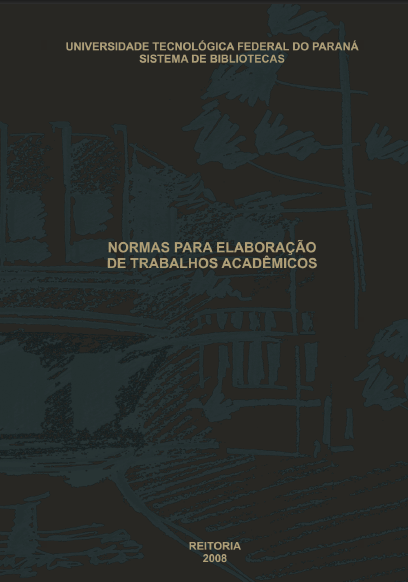 UNIVERSIDADE TECNOLÓGICA FEDERAL DO PARANÁ
SISTEMA DE BIBLIOTECAS
NORMAS PARA ELABORAÇÃO
DE TRABALHOS ACADÊMICOS
REITORIA
2008